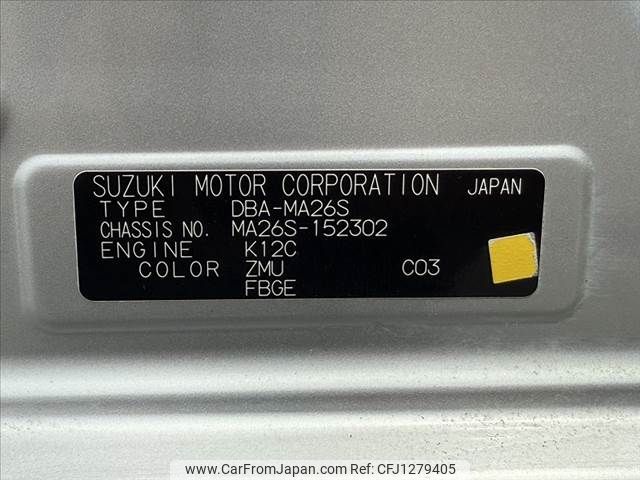 SUZUKI MOTOR CORPORATION JAPAN
TYPE DBA-MA26S
CHASSIS NO. MA26S-152302
ENGINE K12C
COLOR ZMU C03
FBGE
www.CarFromJapan.com | CFJ1279405